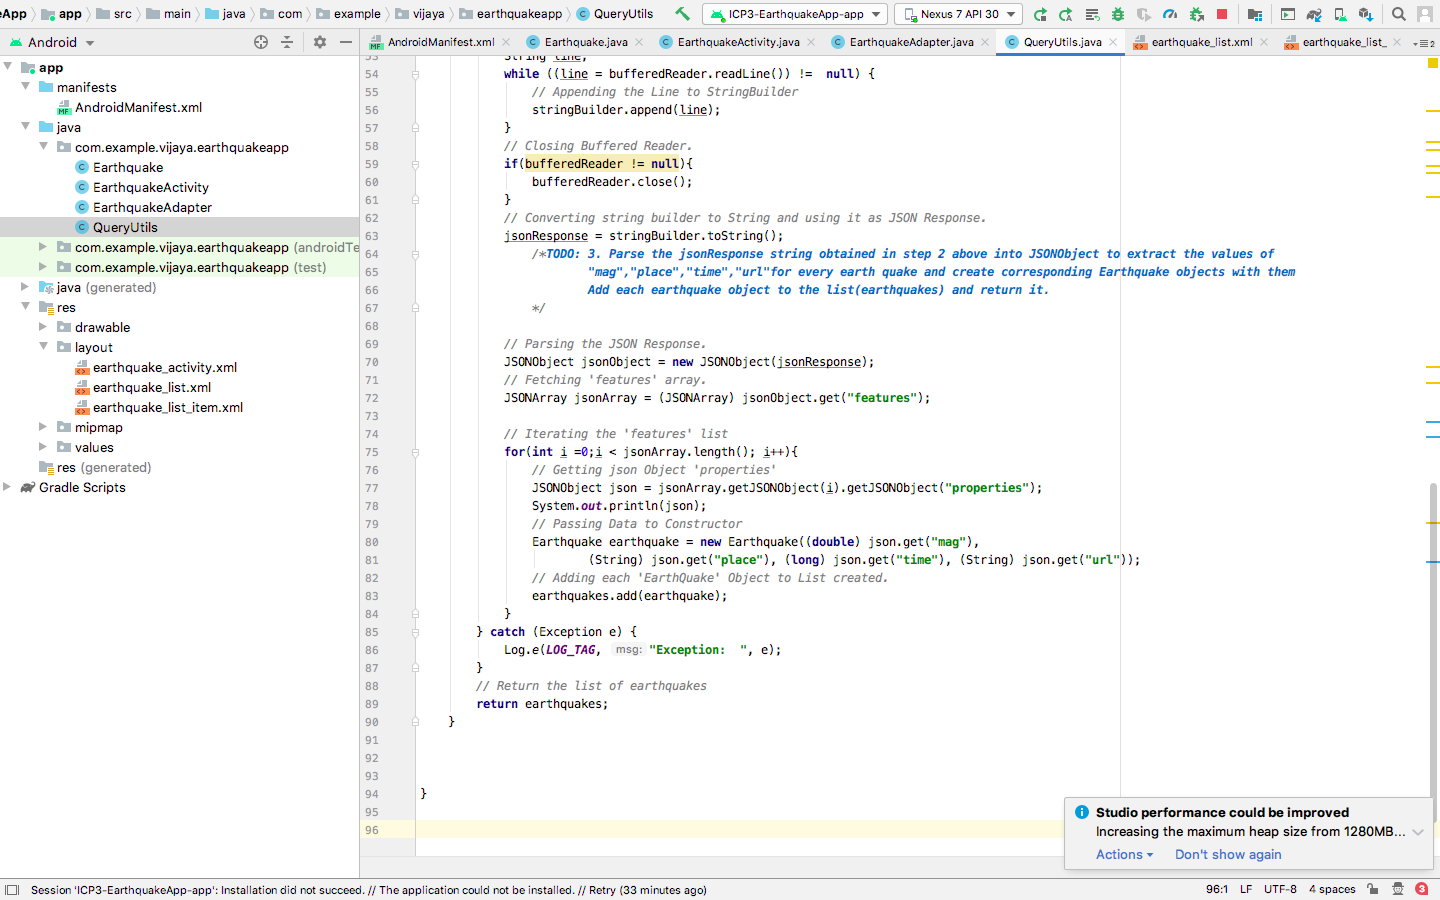 eApp app src main java com example vijaya earthquakeapp QueryUtils ICP3-EarthquakeApp-app Nexus 7 API 30
Android AndroidManifest.xml Earthquake.java EarthquakeActivity.java EarthquakeAdapter.java QueryUtils.java earthquake_list.xml earthquake_list_ 2
app
manifests
AndroidManifest.xml
java
com.example.vijaya.earthquakeapp
Earthquake
EarthquakeActivity
EarthquakeAdapter
QueryUtils
com.example.vijaya.earthquakeapp (androidTe
com.example.vijaya.earthquakeapp (test)
java (generated)
res
drawable
layout
earthquake_activity.xml
earthquake_list.xml
earthquake_list_item.xml
mipmap
values
res (generated)
Gradle Scripts
53 String line;
54 while ((line = bufferedReader.readLine()) != null) {
55 // Appending the Line to StringBuilder
56 stringBuilder.append(line);
57 }
58 // Closing Buffered Reader.
59 if(bufferedReader != null){
60 bufferedReader.close();
61 }
62 // Converting string builder to String and using it as JSON Response.
63 jsonResponse = stringBuilder.toString();
64 /*TODO: 3. Parse the jsonResponse string obtained in step 2 above into JSONObject to extract the values of
65 "mag","place","time","url"for every earth quake and create corresponding Earthquake objects with them
66 Add each earthquake object to the list(earthquakes) and return it.
67 */
68
69 // Parsing the JSON Response.
70 JSONObject jsonObject = new JSONObject(jsonResponse);
71 // Fetching 'features' array.
72 JSONArray jsonArray = (JSONArray) jsonObject.get("features");
73
74 // Iterating the 'features' list
75 for(int i =0;i < jsonArray.length(); i++){
76 // Getting json Object 'properties'
77 JSONObject json = jsonArray.getJSONObject(i).getJSONObject("properties");
78 System.out.println(json);
79 // Passing Data to Constructor
80 Earthquake earthquake = new Earthquake((double) json.get("mag"),
81 (String) json.get("place"), (long) json.get("time"), (String) json.get("url"));
82 // Adding each 'EarthQuake' Object to List created.
83 earthquakes.add(earthquake);
84 }
85 } catch (Exception e) {
86 Log.e(LOG_TAG, msg: "Exception:  ", e);
87 }
88 // Return the list of earthquakes
89 return earthquakes;
90 }
91
92
93
94 }
95
96
Studio performance could be improved
Increasing the maximum heap size from 1280MB...
Actions Don't show again
Session 'ICP3-EarthquakeApp-app': Installation did not succeed. // The application could not be installed. // Retry (33 minutes ago) 96:1 LF UTF-8 4 spaces 3